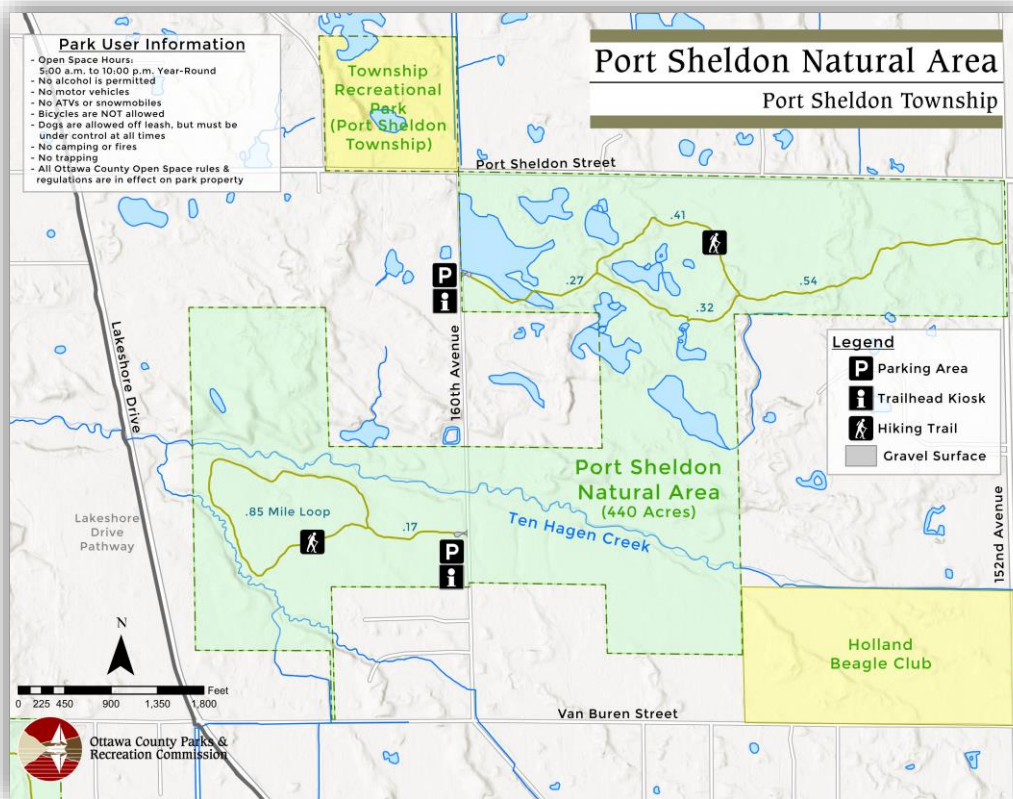 Park User Information
- Open Space Hours:
5:00 a.m. to 10:00 p.m. Year-Round
- No alcohol is permitted
- No motor vehicles
- No ATVs or snowmobiles
- Bicycles are NOT allowed
- Dogs are allowed off leash, but must be
under control at all times
- No camping or fires
- No trapping
- All Ottawa County Open Space rules &
regulations are in effect on park property
Township
Recreational
Park
(Port Sheldon
Township)
Port Sheldon Natural Area
Port Sheldon Township
Port Sheldon Street
.41
.27
.54
.32
P
i
Lakeshore Drive
160th Avenue
Legend
P Parking Area
i Trailhead Kiosk
Hiking Trail
Gravel Surface
Port Sheldon
Natural Area
(440 Acres)
Ten Hagen Creek
152nd Avenue
.85 Mile Loop
.17
Lakeshore
Drive
Pathway
P
i
N
0 225 450 900 1,350 1,800
Feet
Holland
Beagle Club
Van Buren Street
Ottawa County Parks &
Recreation Commission